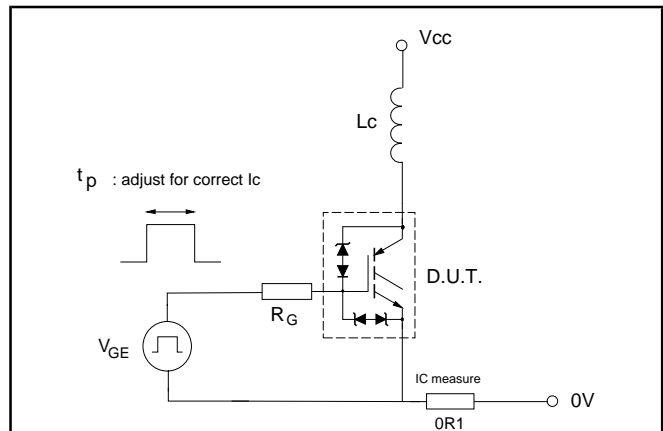 Vcc
Lc
tp : adjust for correct Ic
D.U.T.
RG
VGE
IC measure
0V
0R1